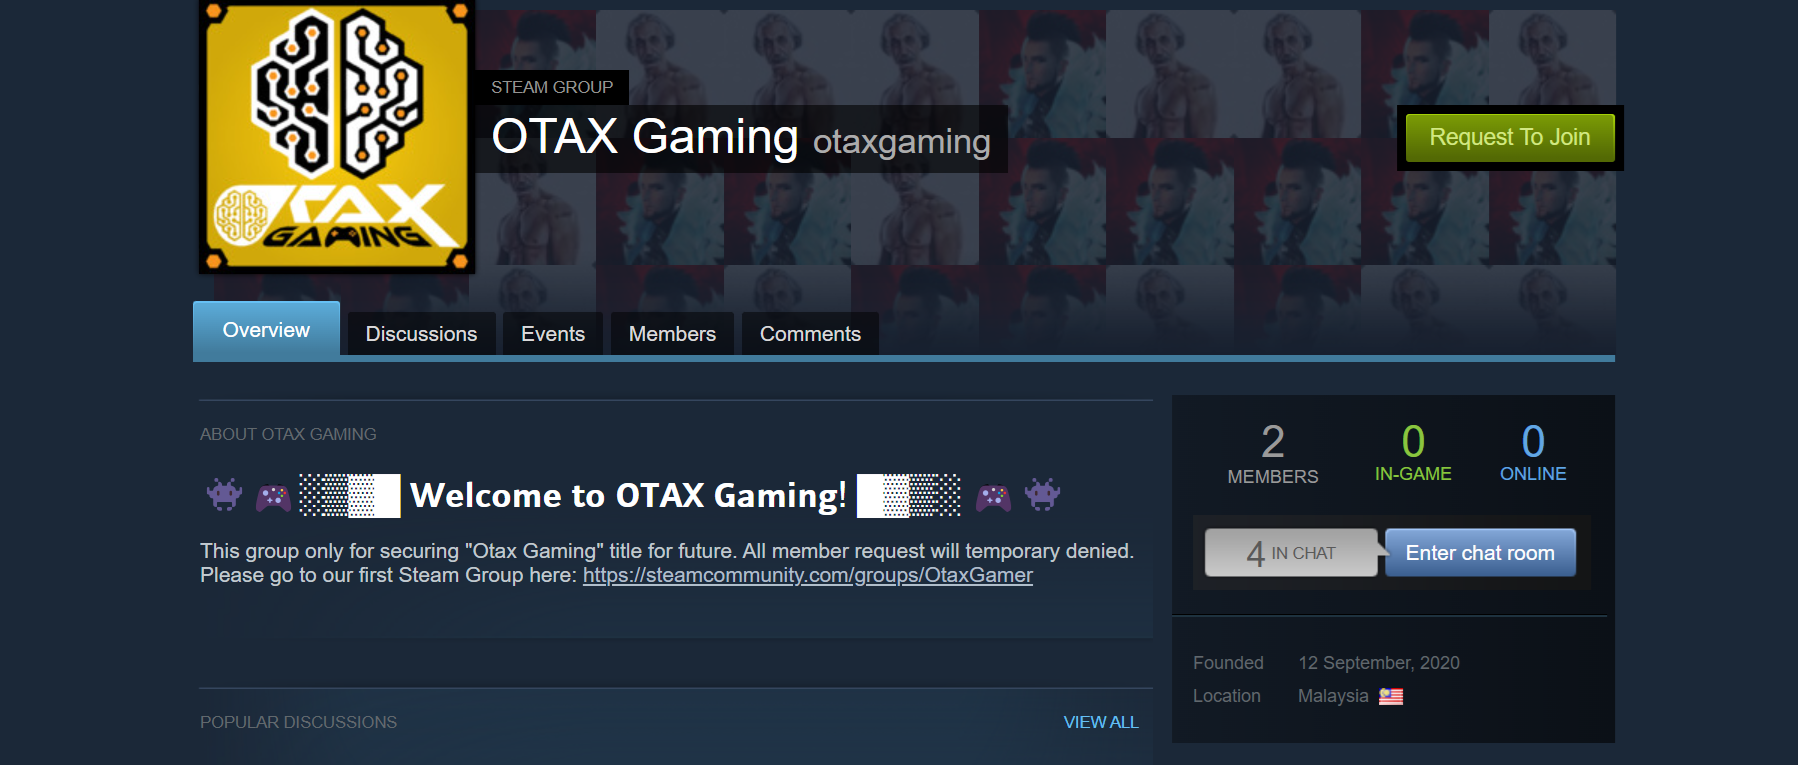 OTAX
GAMING
STEAM GROUP
OTAX Gaming otaxgaming
Request To Join
Overview
Discussions
Events
Members
Comments
ABOUT OTAX GAMING
👾 🎮 ░▒▓█ Welcome to OTAX Gaming! █▓▒░ 🎮 👾
This group only for securing "Otax Gaming" title for future. All member request will temporary denied.
Please go to our first Steam Group here: https://steamcommunity.com/groups/OtaxGamer
POPULAR DISCUSSIONS
VIEW ALL
2
MEMBERS
0
IN-GAME
0
ONLINE
4 IN CHAT
Enter chat room
Founded 12 September, 2020
Location Malaysia